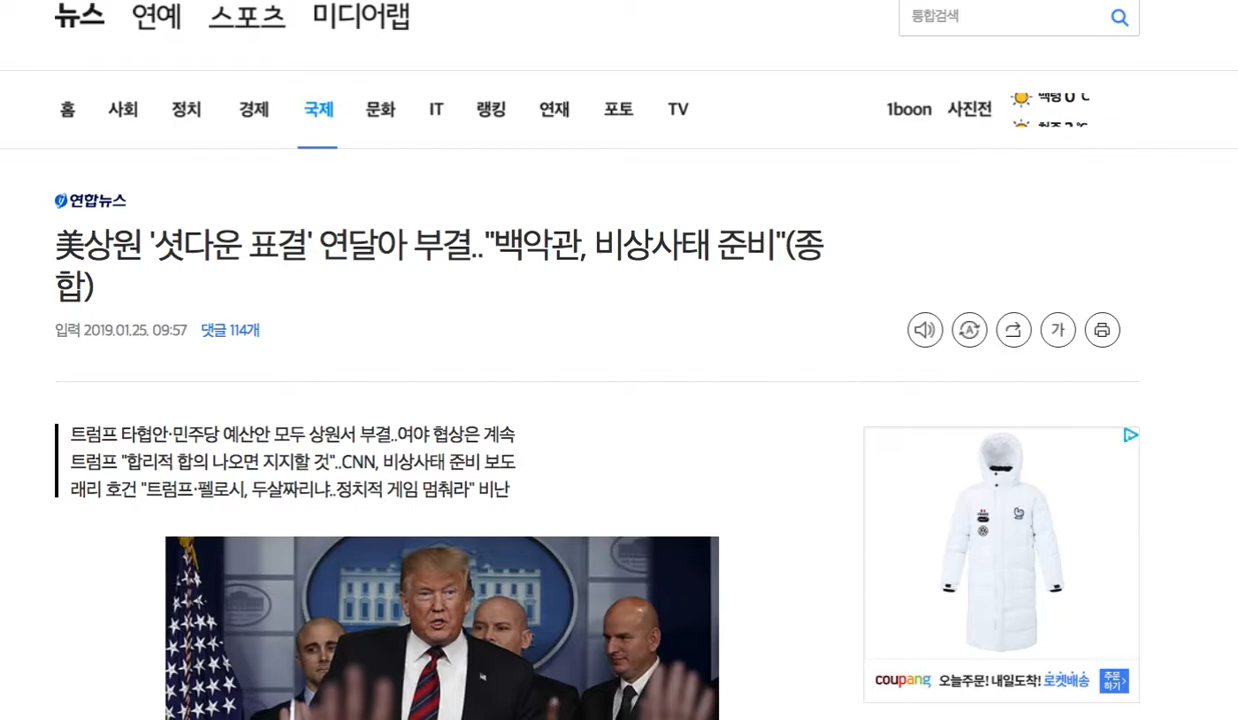 뉴스 연예 스포츠 미디어랩
통합검색
홈 사회 정치 경제 국제 문화 IT 랭킹 연재 포토 TV
1boon 사진전
연합뉴스
美상원 '셧다운 표결' 연달아 부결.."백악관, 비상사태 준비"(종
합)
입력 2019.01.25. 09:57 댓글 114개
가
트럼프 타협안·민주당 예산안 모두 상원서 부결..여야 협상은 계속
트럼프 "합리적 합의 나오면 지지할 것"..CNN, 비상사태 준비 보도
래리 호건 "트럼프·펠로시, 두살짜리냐..정치적 게임 멈춰라" 비난
coupang 오늘주문! 내일도착! 로켓배송
주문
하기